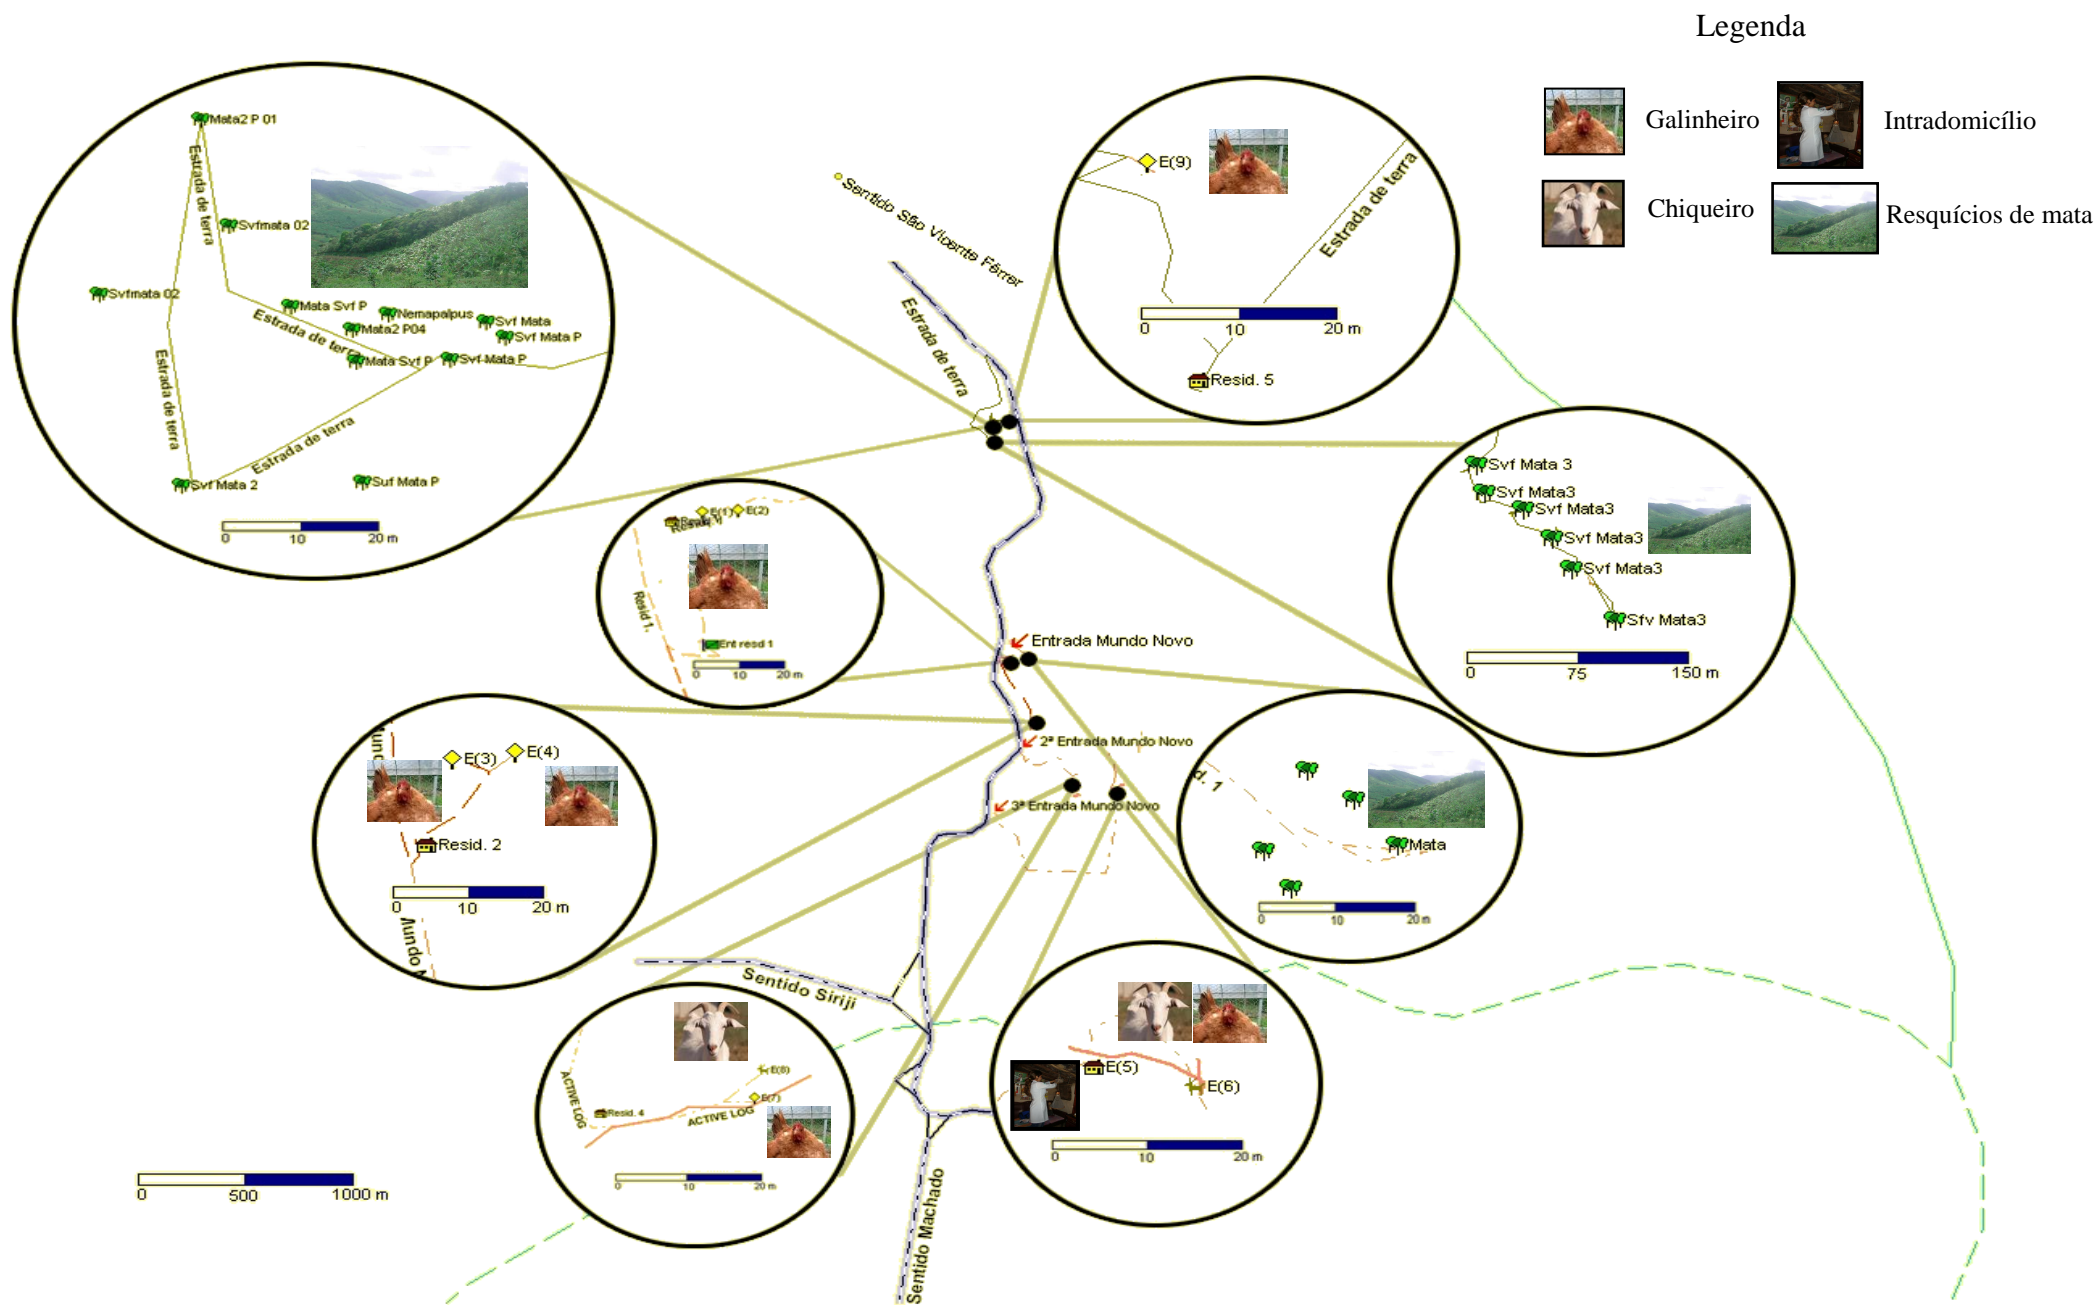 Legenda
Galinheiro
Intradomicílio
Chiqueiro
Resquícios de mata
Mata2 P 01
Estrada de terra
Svfmata 02
Svfmata 02
Mata Svf P
Nemapalpus
Svf Mata
Mata2 P04
Svf Mata P
Estrada de terra
Mata Svf P
Svf Mata P
Estrada de terra
Estrada de terra
Svf Mata 2
Suf Mata P
0 10 20 m
Sentido São Vicente Férrer
Estrada de terra
E(9)
Estrada de terra
0 10 20 m
Resid. 5
Svf Mata 3
Svf Mata3
Svf Mata3
Svf Mata3
Svf Mata3
Sfv Mata3
0 75 150 m
E(1)
E(2)
Resid 1.
Ent resd 1
0 10 20 m
Entrada Mundo Novo
2ª Entrada Mundo Novo
3ª Entrada Mundo Novo
E(3)
E(4)
Resid. 2
0 10 20 m
d. 1
Mata
0 10 20 m
Sentido Siriji
ACTIVE LOG
E(8)
E(7)
Resid. 4
ACTIVE LOG
0 10 20 m
E(5)
E(6)
0 10 20 m
0 500 1000 m
Sentido Machado